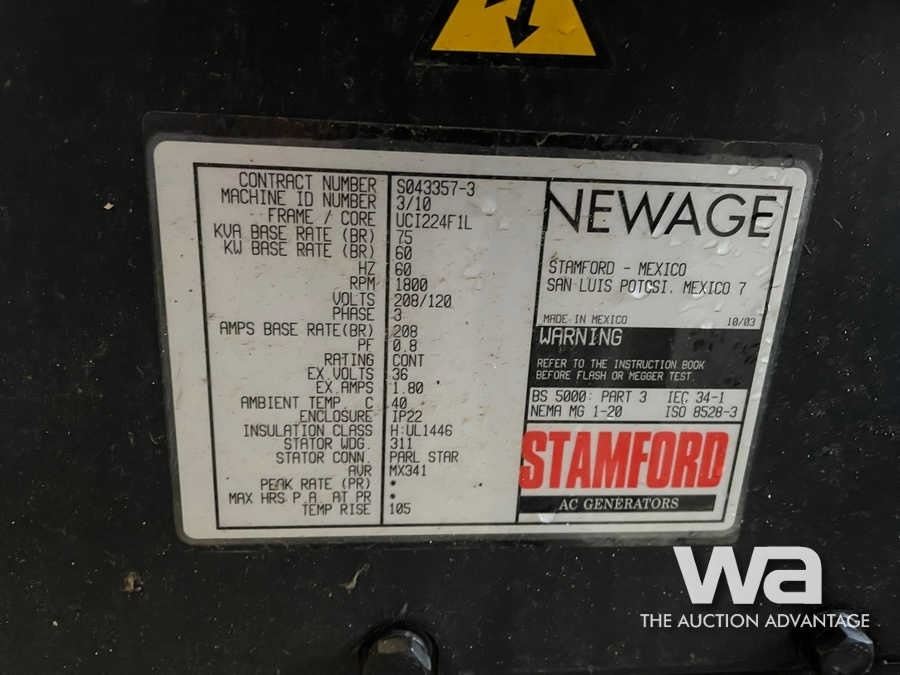 CONTRACT NUMBER S043357-3
MACHINE ID NUMBER 3/10
FRAME / CORE UCI224F1L
KVA BASE RATE (BR) 75
KW BASE RATE (BR) 60
HZ 60
RPM 1800
VOLTS 208/120
PHASE 3
AMPS BASE RATE(BR) 208
PF 0.8
RATING CONT
EX VOLTS 36
EX AMPS 1.80
AMBIENT TEMP C 40
ENCLOSURE IP22
INSULATION CLASS H:UL1446
STATOR WDG. 311
STATOR CONN. PARL STAR
AVR MX341
PEAK RATE (PR) *
MAX HRS P.A. AT PR *
TEMP RISE 105
NEWAGE
STAMFORD - MEXICO
SAN LUIS POTOSI. MEXICO 7
MADE IN MEXICO 10/03
WARNING
REFER TO THE INSTRUCTION BOOK
BEFORE FLASH OR MEGGER TEST.
BS 5000: PART 3 IEC 34-1
NEMA MG 1-20 ISO 8528-3
STAMFORD
AC GENERATORS
wa
THE AUCTION ADVANTAGE